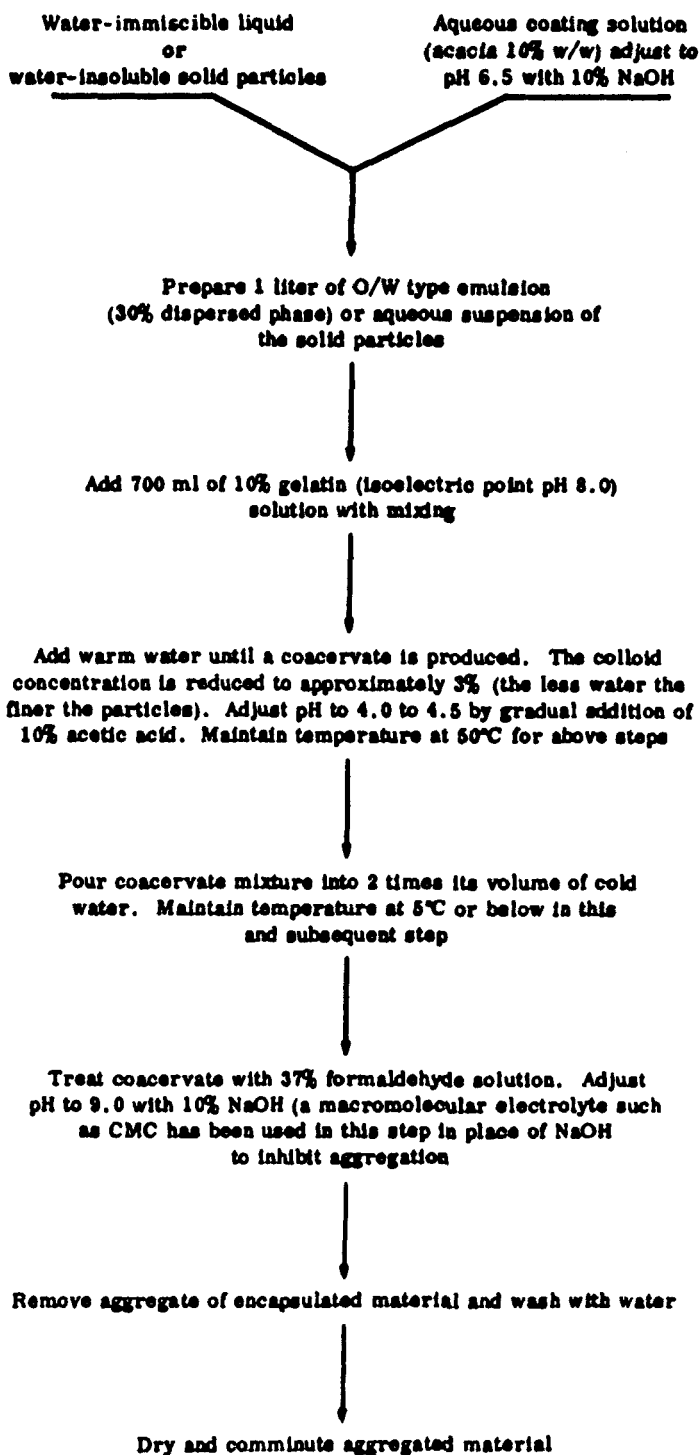 Water-immiscible liquid
or
water-insoluble solid particles
Aqueous coating solution
(acacia 10% w/w) adjust to
pH 6.5 with 10% NaOH
Prepare 1 liter of O/W type emulsion
(30% dispersed phase) or aqueous suspension of
the solid particles
Add 700 ml of 10% gelatin (isoelectric point pH 8.0)
solution with mixing
Add warm water until a coacervate is produced. The colloid
concentration is reduced to approximately 3% (the less water the
finer the particles). Adjust pH to 4.0 to 4.5 by gradual addition of
10% acetic acid. Maintain temperature at 50°C for above steps
Pour coacervate mixture into 2 times its volume of cold
water. Maintain temperature at 5°C or below in this
and subsequent step
Treat coacervate with 37% formaldehyde solution. Adjust
pH to 9.0 with 10% NaOH (a macromolecular electrolyte such
as CMC has been used in this step in place of NaOH
to inhibit aggregation
Remove aggregate of encapsulated material and wash with water
Dry and comminute aggregated material